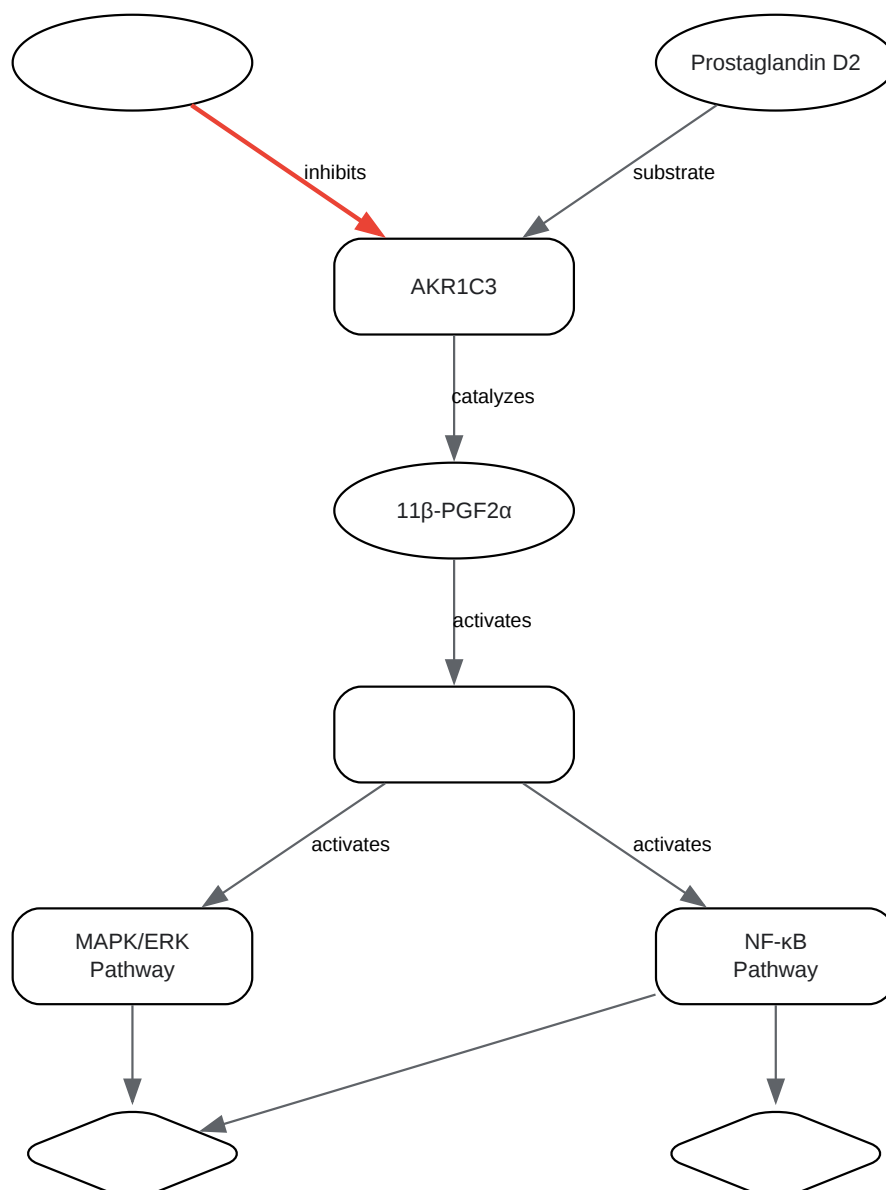 Prostaglandin D2
inhibits
substrate
AKR1C3
catalyzes
11β-PGF2α
activates
activates
activates
MAPK/ERK
Pathway
NF-κB
Pathway